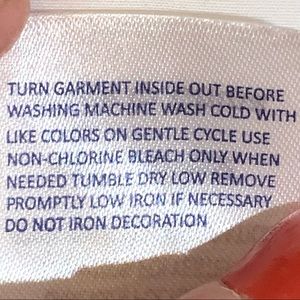 TURN GARMENT INSIDE OUT BEFORE
WASHING MACHINE WASH COLD WITH
LIKE COLORS ON GENTLE CYCLE USE
NON-CHLORINE BLEACH ONLY WHEN
NEEDED TUMBLE DRY LOW REMOVE
PROMPTLY LOW IRON IF NECESSARY
DO NOT IRON DECORATION